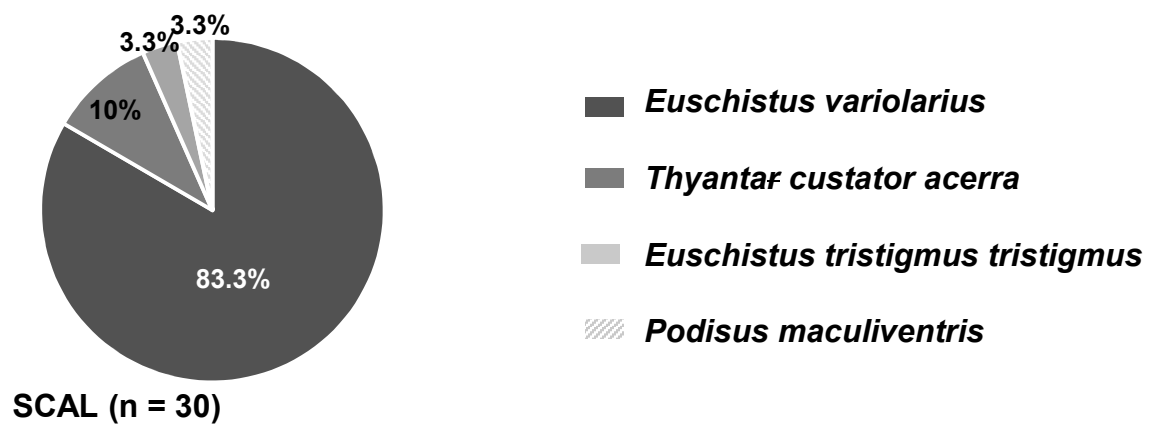 3.3%
3.3%
10%
83.3%
SCAL (n = 30)
Euschistus variolarius
Thyantar custator acerra
Euschistus tristigmus tristigmus
Podisus maculiventris